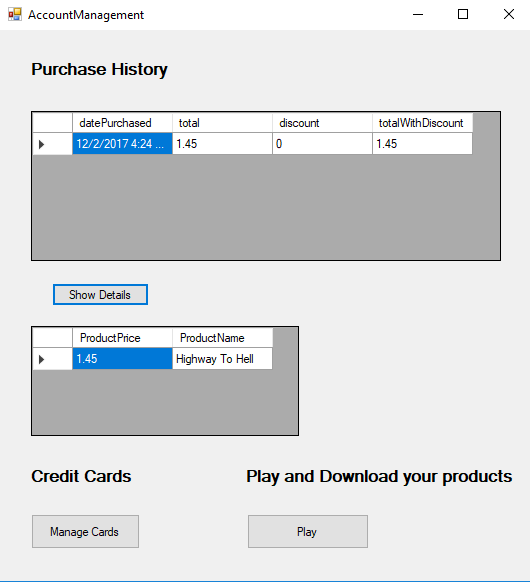 AccountManagement
Purchase History
datePurchased total discount totalWithDiscount
12/2/2017 4:24 ... 1.45 0 1.45
Show Details
ProductPrice ProductName
1.45 Highway To Hell
Credit Cards Play and Download your products
Manage Cards Play